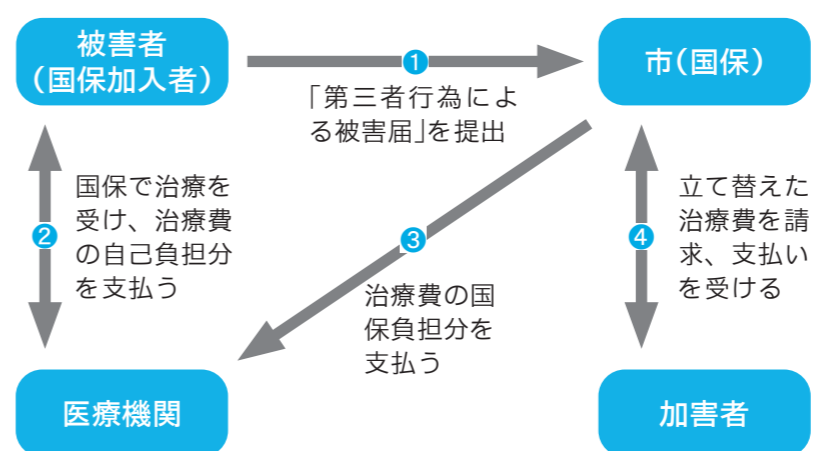 被害者
（国保加入者）
1
市（国保）
「第三者行為によ
る被害届」を提出
2
国保で治療を
受け、治療費
の自己負担分
を支払う
3
治療費の国
保負担分を
支払う
4
立て替えた
治療費を請
求、支払い
を受ける
医療機関
加害者